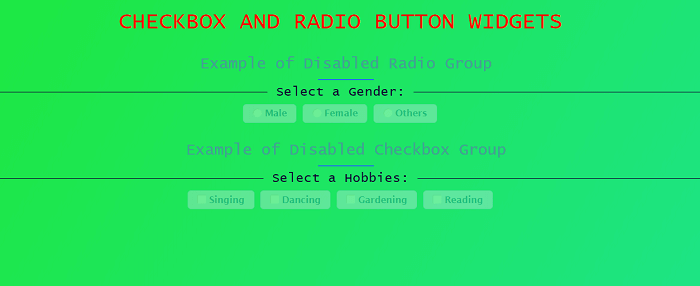 CHECKBOX AND RADIO BUTTON WIDGETS
Example of Disabled Radio Group
Select a Gender:
Male Female Others
Example of Disabled Checkbox Group
Select a Hobbies:
Singing Dancing Gardening Reading